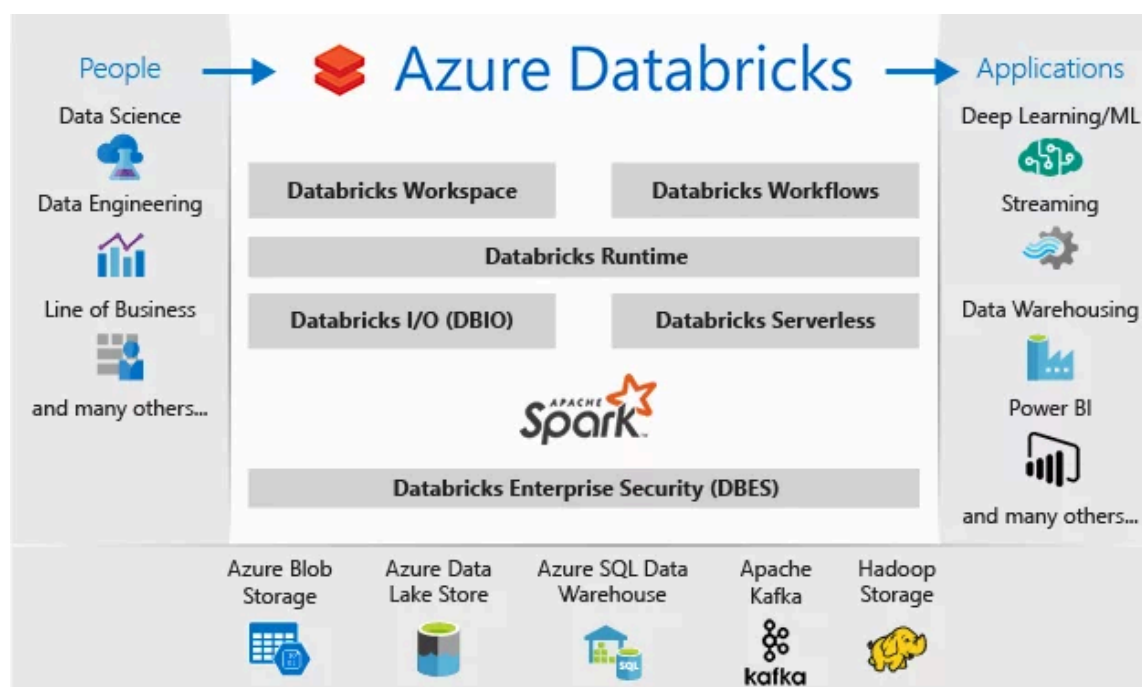 People
Azure Databricks
Applications
Data Science
Data Engineering
Line of Business
and many others...
Databricks Workspace
Databricks Workflows
Databricks Runtime
Databricks I/O (DBIO)
Databricks Serverless
APACHE
Spark™
Databricks Enterprise Security (DBES)
Deep Learning/ML
Streaming
Data Warehousing
Power BI
and many others...
Azure Blob
Storage
Azure Data
Lake Store
Azure SQL Data
Warehouse
SQL
Apache
Kafka
kafka
Hadoop
Storage